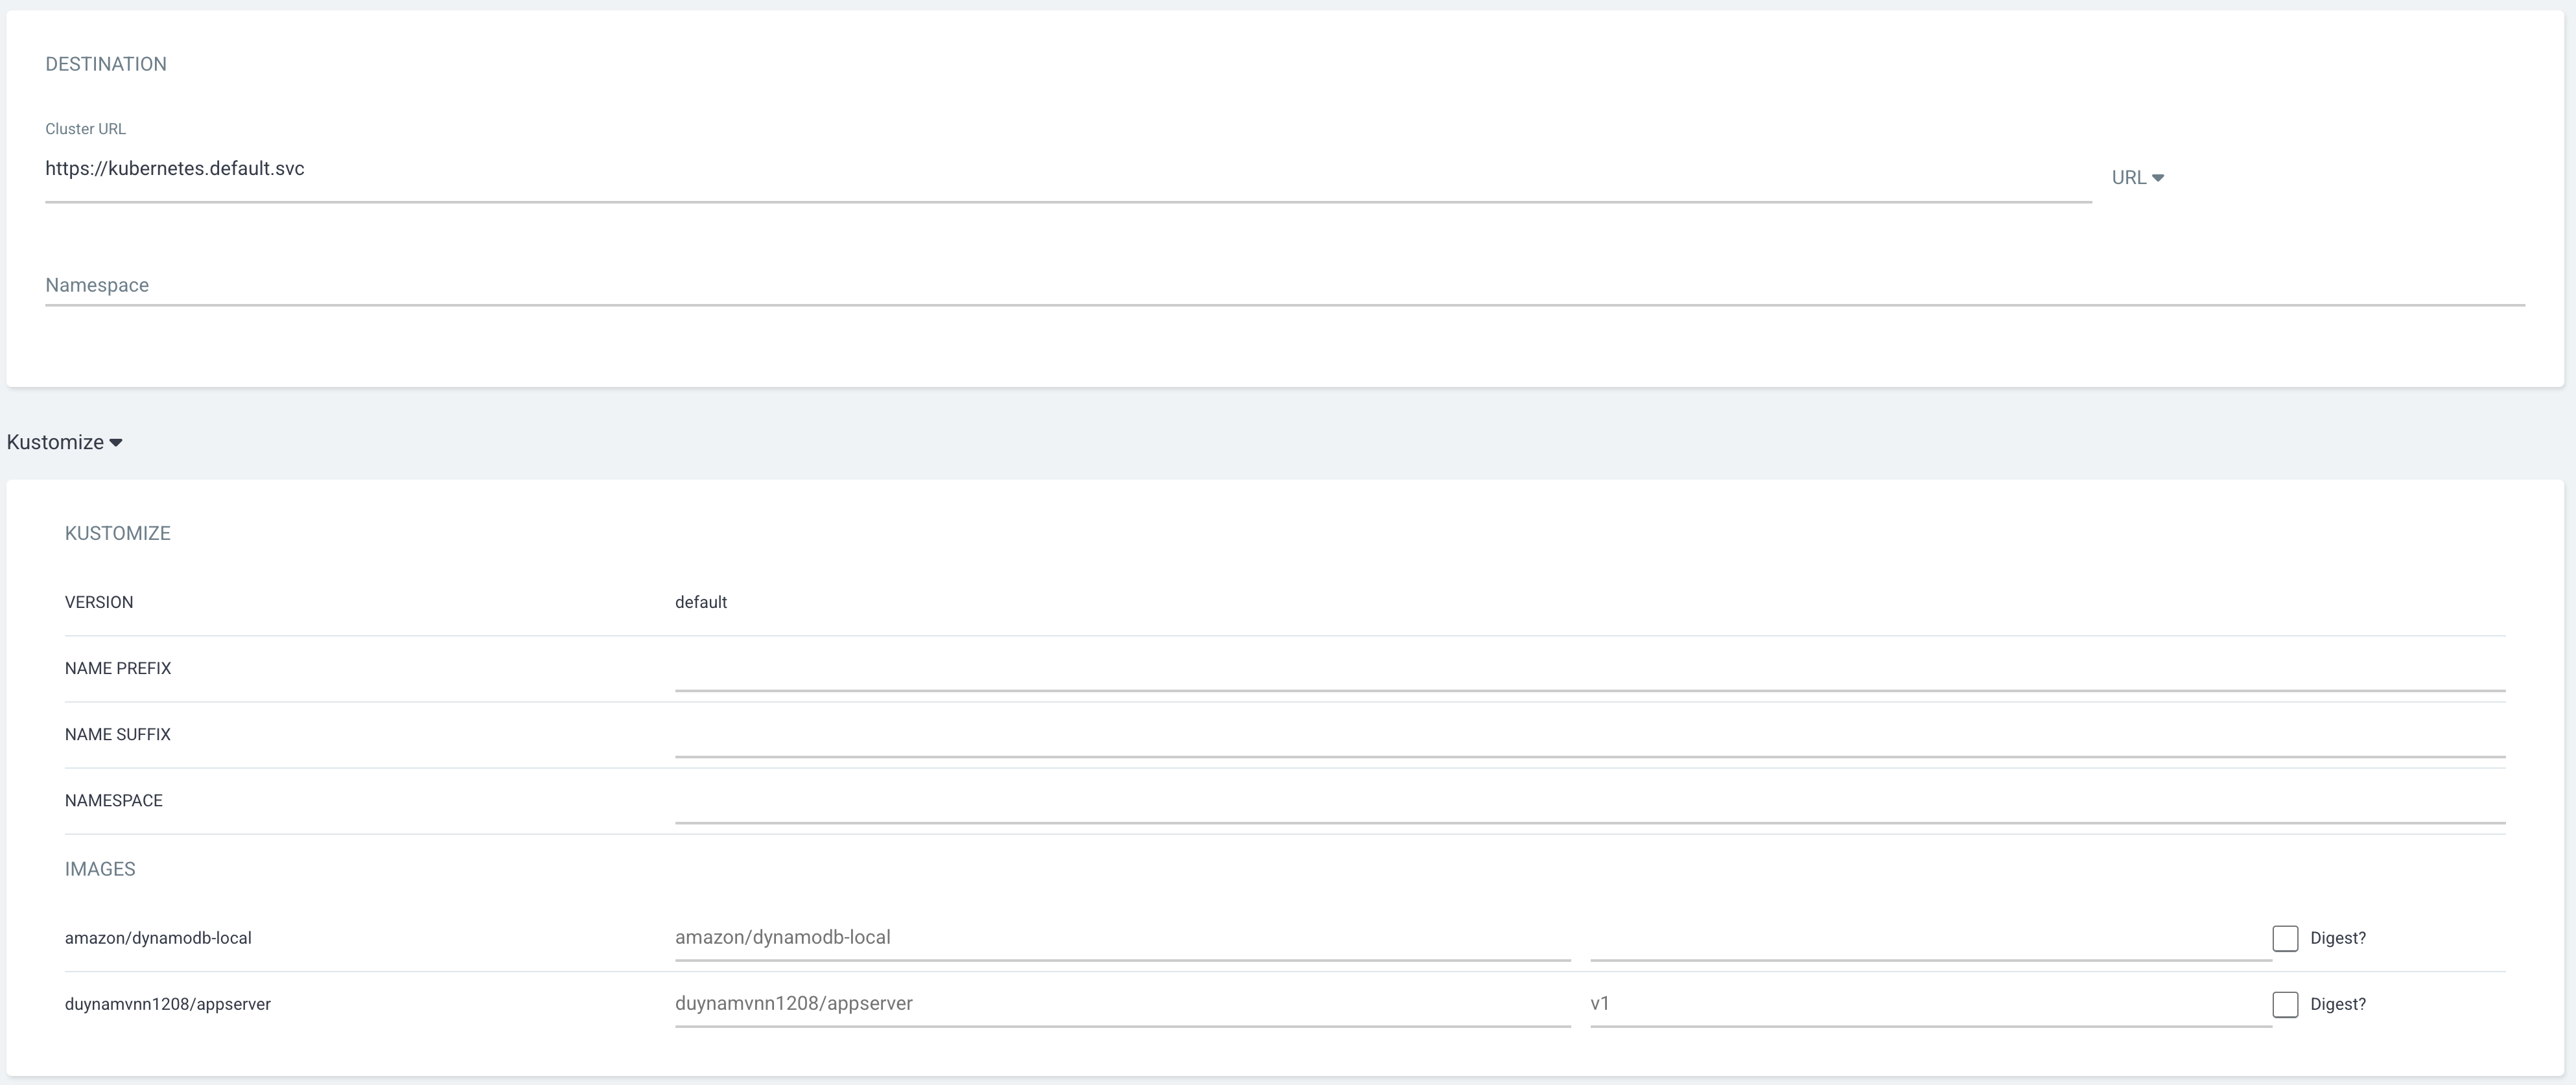 DESTINATION
Cluster URL
https://kubernetes.default.svc
URL
Namespace
Kustomize
KUSTOMIZE
VERSION default
NAME PREFIX
NAME SUFFIX
NAMESPACE
IMAGES
amazon/dynamodb-local amazon/dynamodb-local Digest?
duynamvnn1208/appserver duynamvnn1208/appserver v1 Digest?